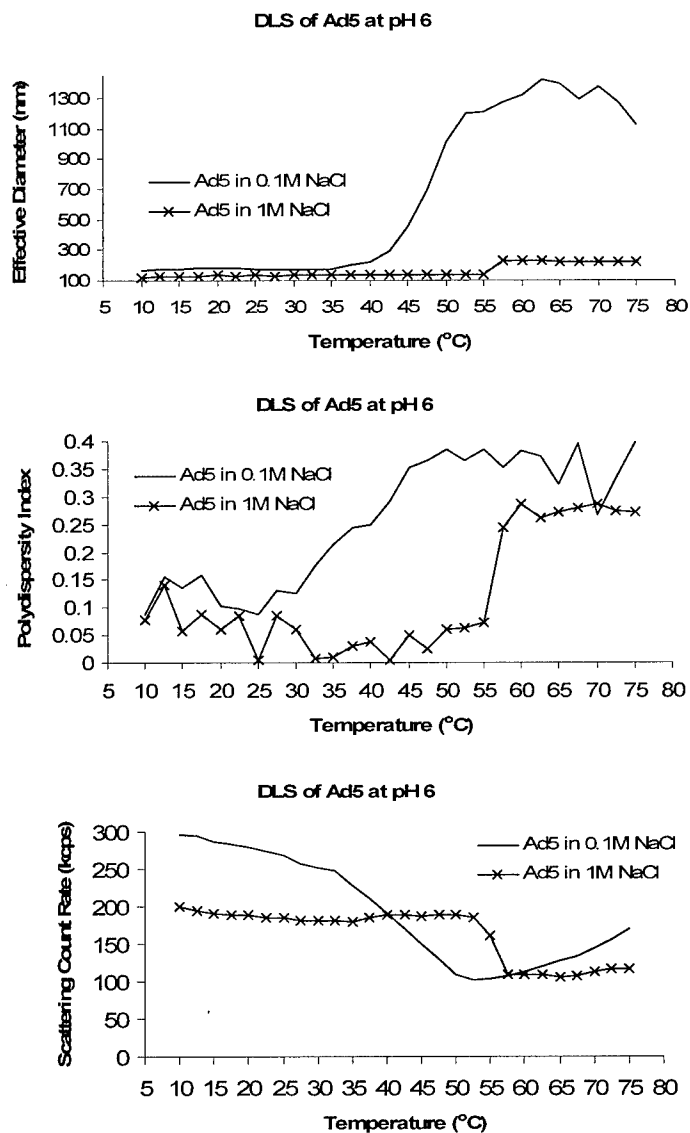 DLS of Ad5 at pH 6
Effective Diameter (nm)
1300
1100
900
700
500
300
100
Ad5 in 0.1M NaCl
Ad5 in 1M NaCl
5 10 15 20 25 30 35 40 45 50 55 60 65 70 75 80
Temperature (°C)
DLS of Ad5 at pH 6
Polydispersity Index
0.4
0.35
0.3
0.25
0.2
0.15
0.1
0.05
0
Ad5 in 0.1M NaCl
Ad5 in 1M NaCl
5 10 15 20 25 30 35 40 45 50 55 60 65 70 75 80
Temperature (°C)
DLS of Ad5 at pH 6
Scattering Count Rate (kcps)
300
250
200
150
100
50
0
Ad5 in 0.1M NaCl
Ad5 in 1M NaCl
5 10 15 20 25 30 35 40 45 50 55 60 65 70 75 80
Temperature (°C)